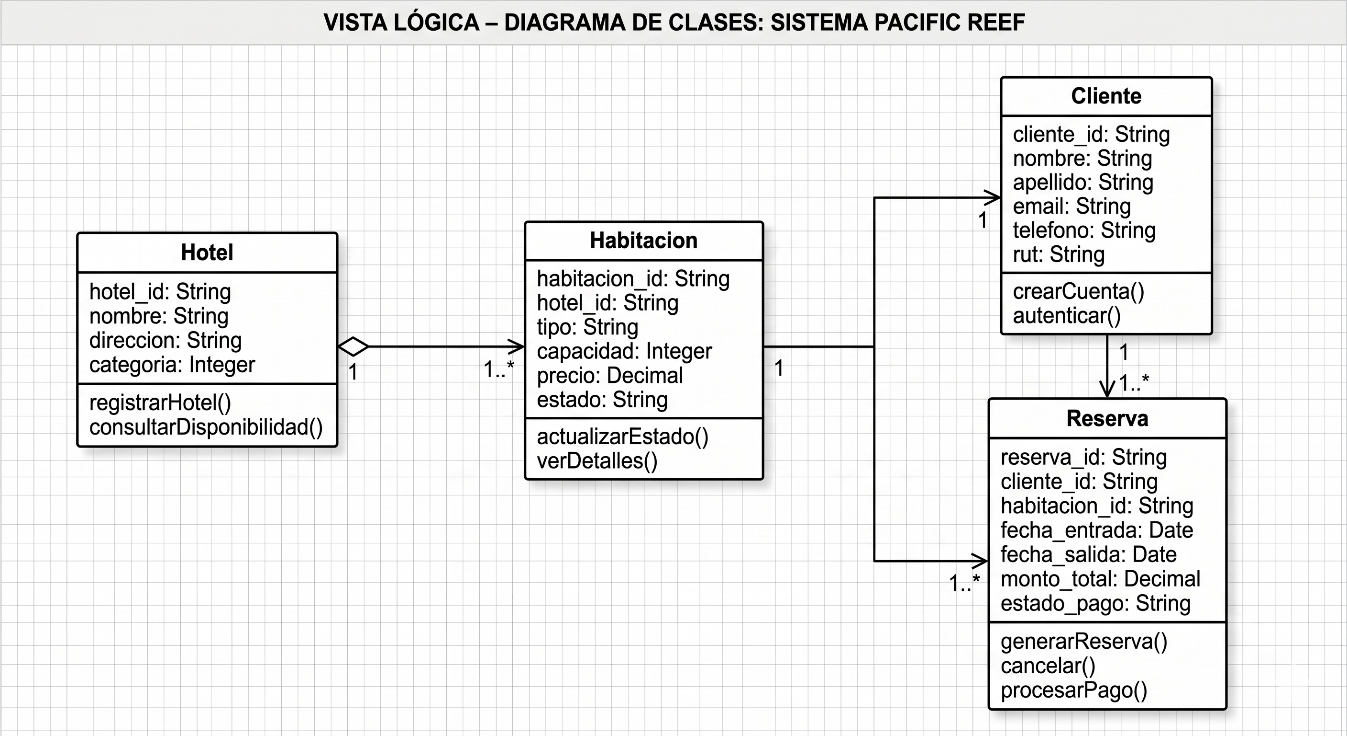 VISTA LÓGICA – DIAGRAMA DE CLASES: SISTEMA PACIFIC REEF
Hotel
hotel_id: String
nombre: String
direccion: String
categoria: Integer
registrarHotel()
consultarDisponibilidad()
1
1..*
Habitacion
habitacion_id: String
hotel_id: String
tipo: String
capacidad: Integer
precio: Decimal
estado: String
actualizarEstado()
verDetalles()
1
1
1..*
Cliente
cliente_id: String
nombre: String
apellido: String
email: String
telefono: String
rut: String
crearCuenta()
autenticar()
1
1..*
Reserva
reserva_id: String
cliente_id: String
habitacion_id: String
fecha_entrada: Date
fecha_salida: Date
monto_total: Decimal
estado_pago: String
generarReserva()
cancelar()
procesarPago()